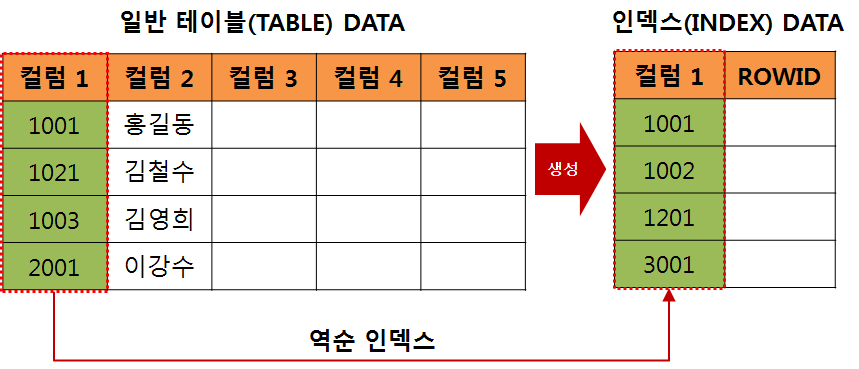 일반 테이블(TABLE) DATA
인덱스(INDEX) DATA
컬럼 1 컬럼 2 컬럼 3 컬럼 4 컬럼 5
1001 홍길동
1021 김철수
1003 김영희
2001 이강수
생성
컬럼 1 ROWID
1001
1002
1201
3001
역순 인덱스